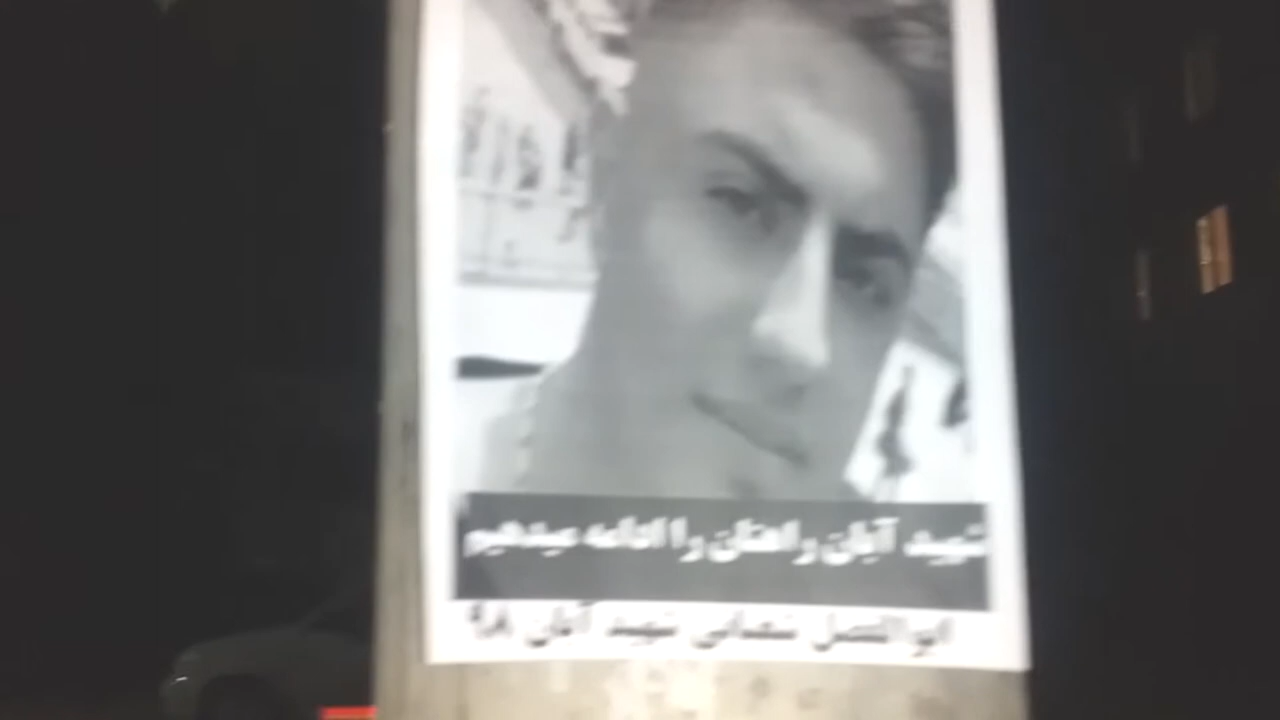 شهید آبان راهتان را ادامه میدهیم
ابوالفضل شهید آبان ۹۸